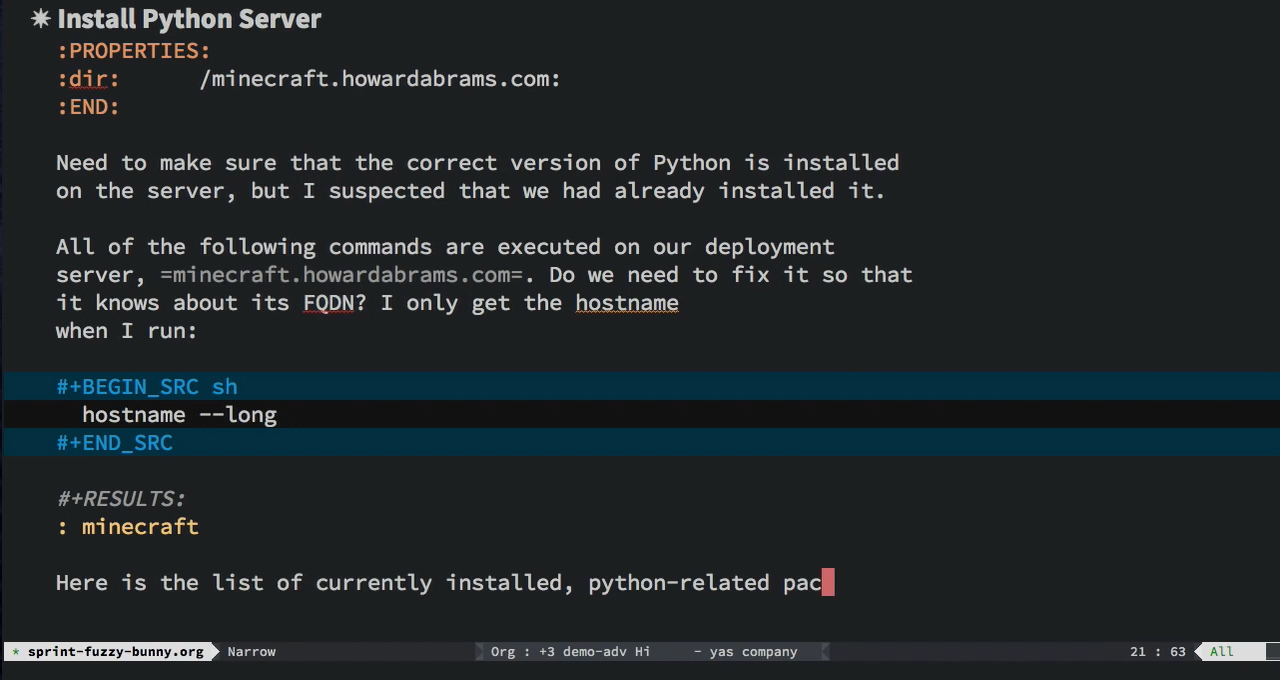 ✷ Install Python Server
:PROPERTIES:
:dir: /minecraft.howardabrams.com:
:END:
Need to make sure that the correct version of Python is installed
on the server, but I suspected that we had already installed it.
All of the following commands are executed on our deployment
server, =minecraft.howardabrams.com=. Do we need to fix it so that
it knows about its FQDN? I only get the hostname
when I run:
#+BEGIN_SRC sh
hostname --long
#+END_SRC
#+RESULTS:
: minecraft
Here is the list of currently installed, python-related pac
* sprint-fuzzy-bunny.org Narrow Org : +3 demo-adv Hi - yas company 21 : 63 All